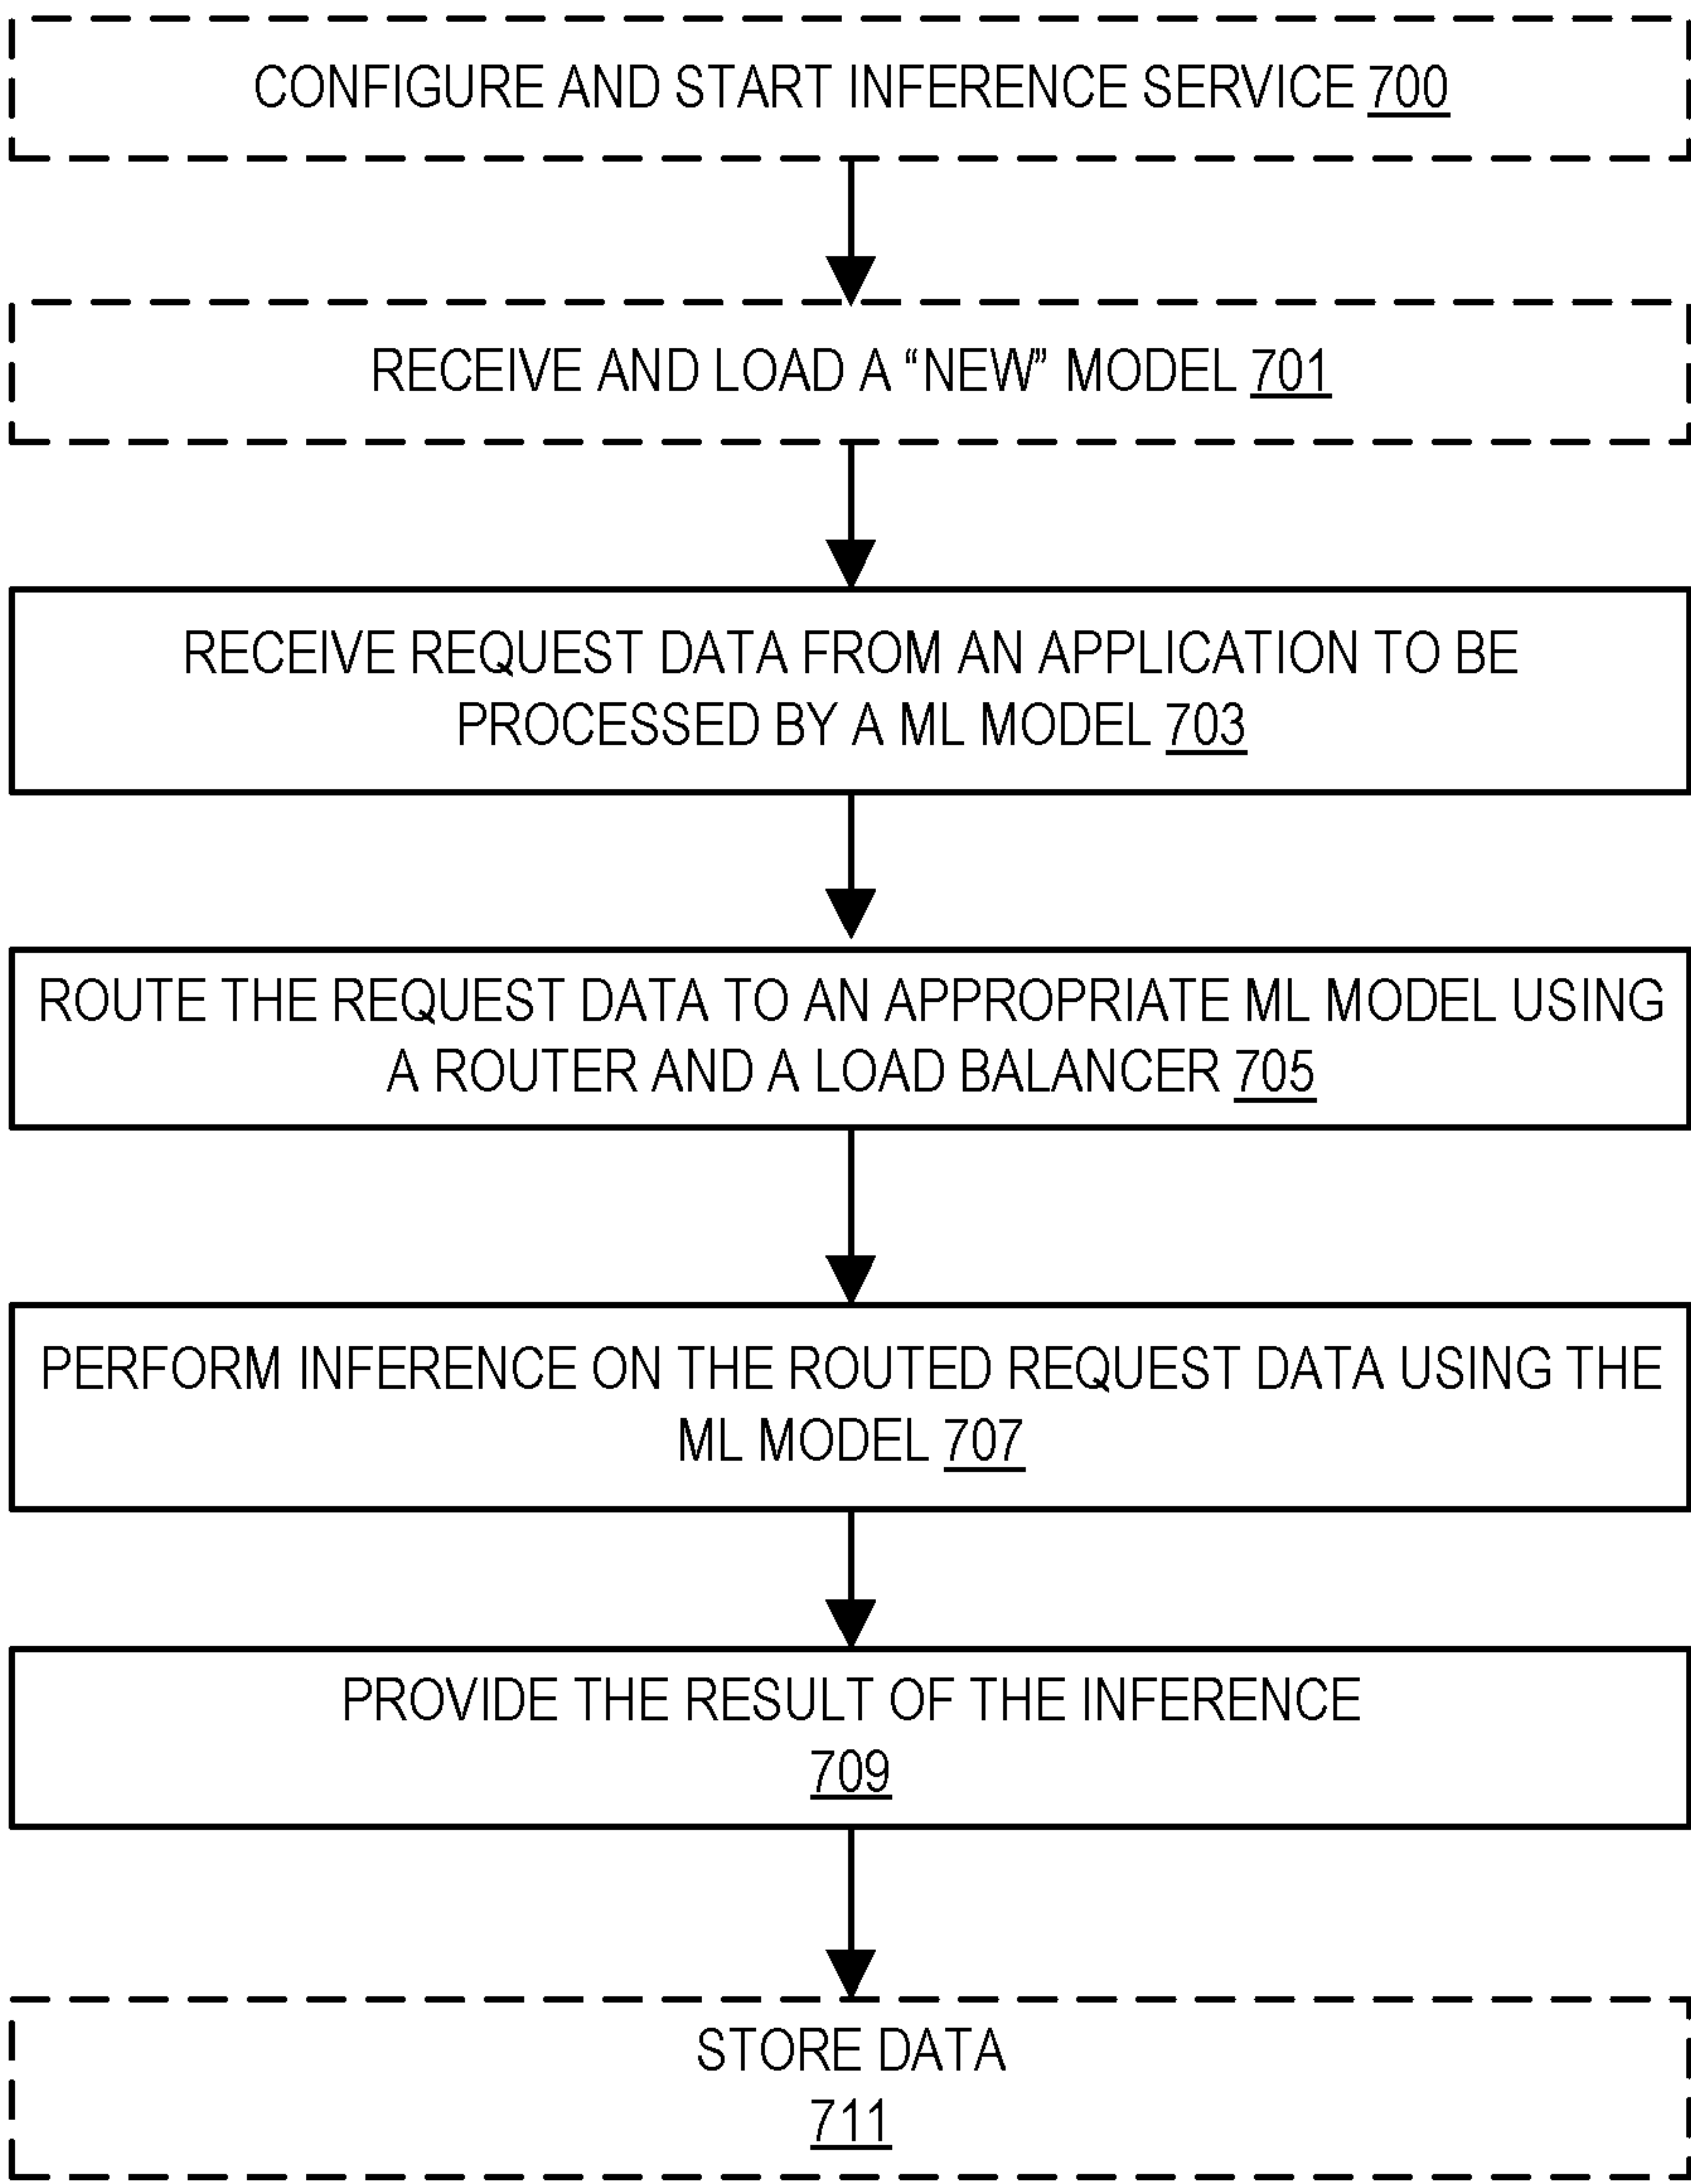 CONFIGURE AND START INFERENCE SERVICE 700
RECEIVE AND LOAD A “NEW” MODEL 701
RECEIVE REQUEST DATA FROM AN APPLICATION TO BE
PROCESSED BY A ML MODEL 703
ROUTE THE REQUEST DATA TO AN APPROPRIATE ML MODEL USING
A ROUTER AND A LOAD BALANCER 705
PERFORM INFERENCE ON THE ROUTED REQUEST DATA USING THE
ML MODEL 707
PROVIDE THE RESULT OF THE INFERENCE
709
STORE DATA
711